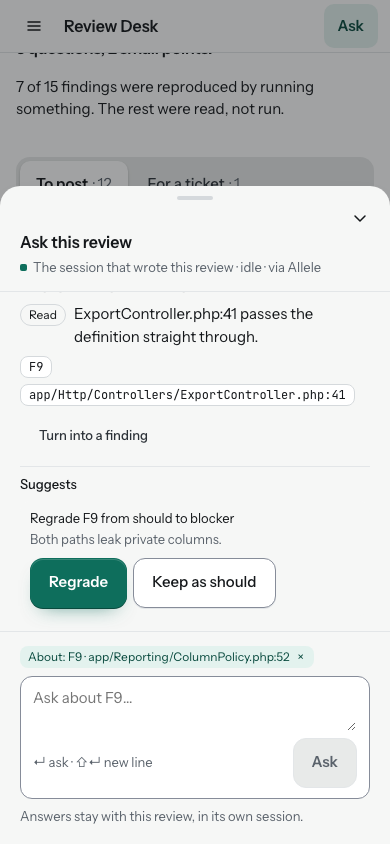 Review Desk
Ask
7 of 15 findings were reproduced by running
something. The rest were read, not run.
To post · 12
For a ticket · 1
Ask this review
The session that wrote this review · idle · via Allele
Read
ExportController.php:41 passes the
definition straight through.
F9
app/Http/Controllers/ExportController.php:41
Turn into a finding
Suggests
Regrade F9 from should to blocker
Both paths leak private columns.
Regrade
Keep as should
About: F9 · app/Reporting/ColumnPolicy.php:52 ×
Ask about F9...
↵ ask · ⇧↵ new line
Ask
Answers stay with this review, in its own session.